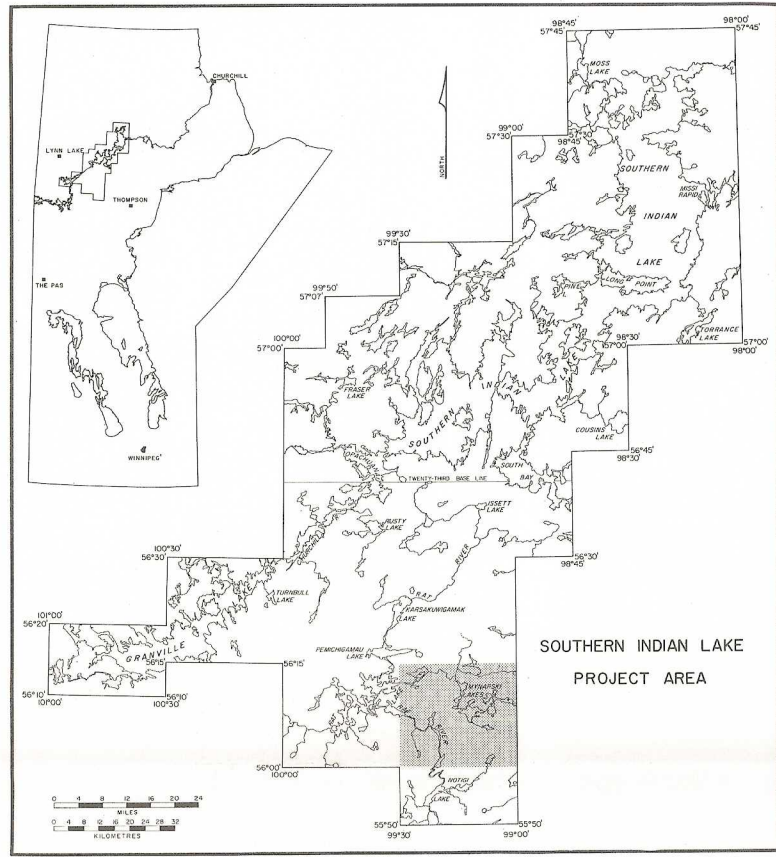 CHURCHILL
LYNN LAKE
THOMPSON
THE PAS
WINNIPEG
NORTH
98°45'
57°45'
98°00'
57°45'
MOSS
LAKE
99°00'
57°30'
57°30'
98°45'
SOUTHERN
INDIAN
LAKE
MISSI
RAPID
99°30'
57°15'
PINE
LONG
POINT
99°50'
57°07'
TORRANCE
LAKE
98°30'
57°00'
57°00'
98°00'
100°00'
57°00'
FRASER
LAKE
SOUTHERN
INDIAN
LAKE
COUSINS
LAKE
56°45'
98°30'
OPACHUANAU
SOUTH
BAY
TWENTY-THIRD BASE LINE
ISSETT
LAKE
RUSTY
LAKE
CHURCHILL
RAT
RIVER
56°30'
98°45'
100°30'
56°30'
TURNBULL
LAKE
KARSAKUWIGAMAK
LAKE
101°00'
56°20'
GRANVILLE
PEMICHIGAMAU
LAKE
56°15'
56°15'
56°10'
101°00'
56°10'
100°30'
MYNARSKI
LAKES
RAT
RIVER
56°00'
100°00'
NOTIGI
LAKE
55°50'
99°30'
55°50'
99°00'
SOUTHERN INDIAN LAKE
PROJECT AREA
0 4 8 12 16 20 24
MILES
0 4 8 12 16 20 24 28 32
KILOMETRES